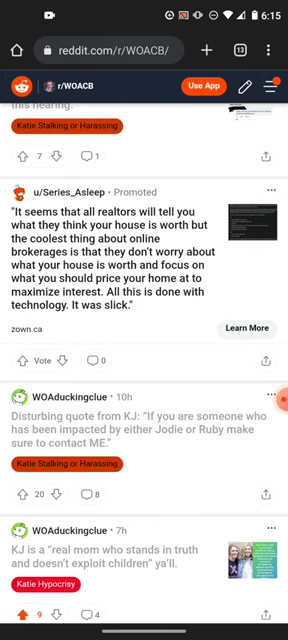 6:15
reddit.com/r/WOACB/
13
r/WOACB
Use App
this hearing.
Katie Stalking or Harassing
7
1
u/Series_Asleep • Promoted
"It seems that all realtors will tell you
what they think your house is worth but
the coolest thing about online
brokerages is that they don't worry about
what your house is worth and focus on
what you should price your home at to
maximize interest. All this is done with
technology. It was slick."
zown.ca
Learn More
Vote
0
WOAduckingclue • 10h
Disturbing quote from KJ: "If you are someone who
has been impacted by either Jodie or Ruby make
sure to contact ME."
Katie Stalking or Harassing
20
8
WOAduckingclue • 7h
KJ is a "real mom who stands in truth
and doesn't exploit children" ya'll.
Katie Hypocrisy
9
4